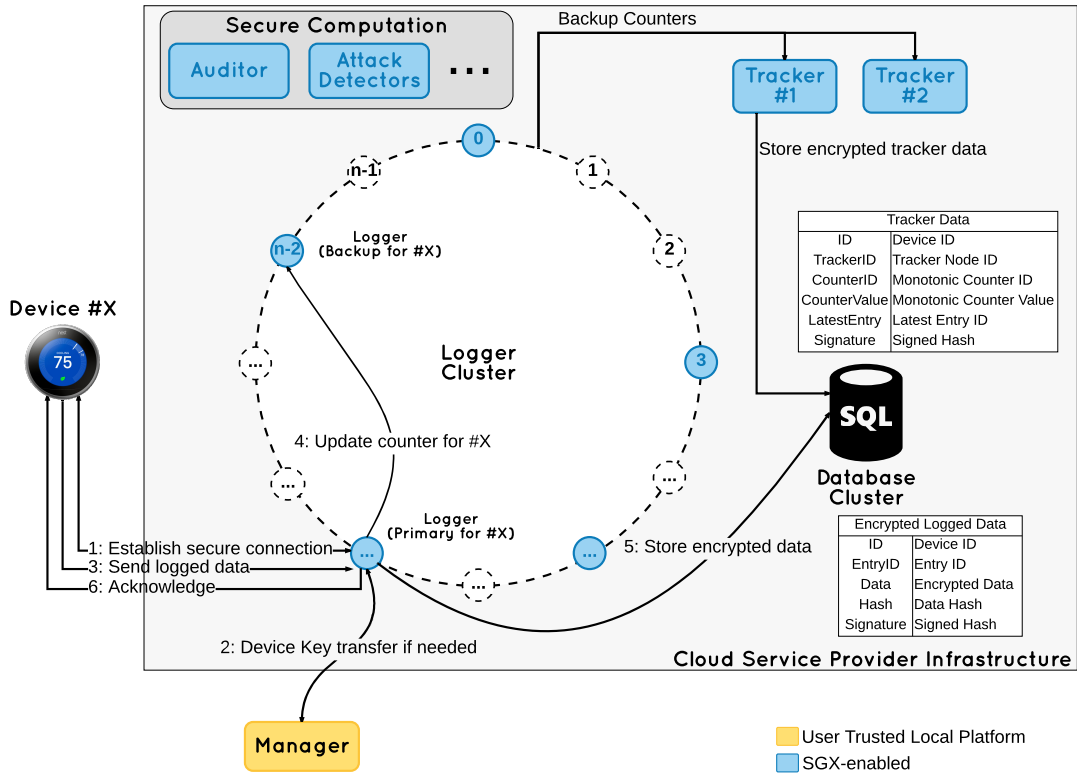 Backup Counters
Secure Computation
Auditor
Attack
Detectors
...
Tracker
#1
Tracker
#2
Store encrypted tracker data
0
1
n-1
2
n-2
Logger
(Backup for #X)
Tracker Data
ID Device ID
TrackerID Tracker Node ID
CounterID Monotonic Counter ID
CounterValue Monotonic Counter Value
LatestEntry Latest Entry ID
Signature Signed Hash
Device #X
75
Logger
Cluster
3
...
SQL
Database
Cluster
4: Update counter for #X
...
...
Logger
(Primary for #X)
...
...
...
1: Establish secure connection
3: Send logged data
6: Acknowledge
5: Store encrypted data
Encrypted Logged Data
ID Device ID
EntryID Entry ID
Data Encrypted Data
Hash Data Hash
Signature Signed Hash
2: Device Key transfer if needed
Cloud Service Provider Infrastructure
Manager
User Trusted Local Platform
SGX-enabled